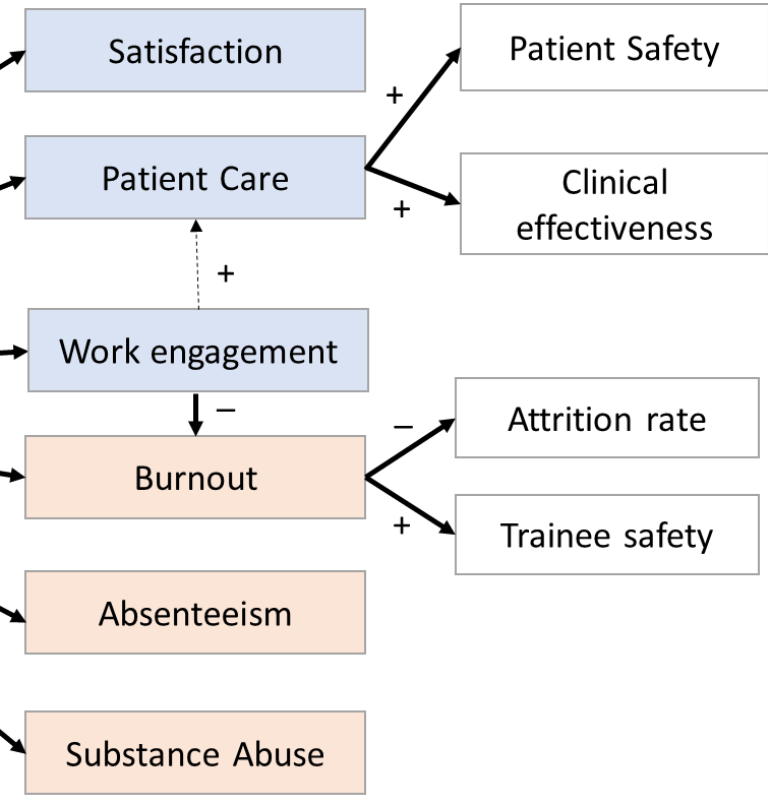 Satisfaction
Patient Safety
+
Patient Care
Clinical
effectiveness
+
+
Work engagement
–
Attrition rate
–
Burnout
+
Trainee safety
Absenteeism
Substance Abuse